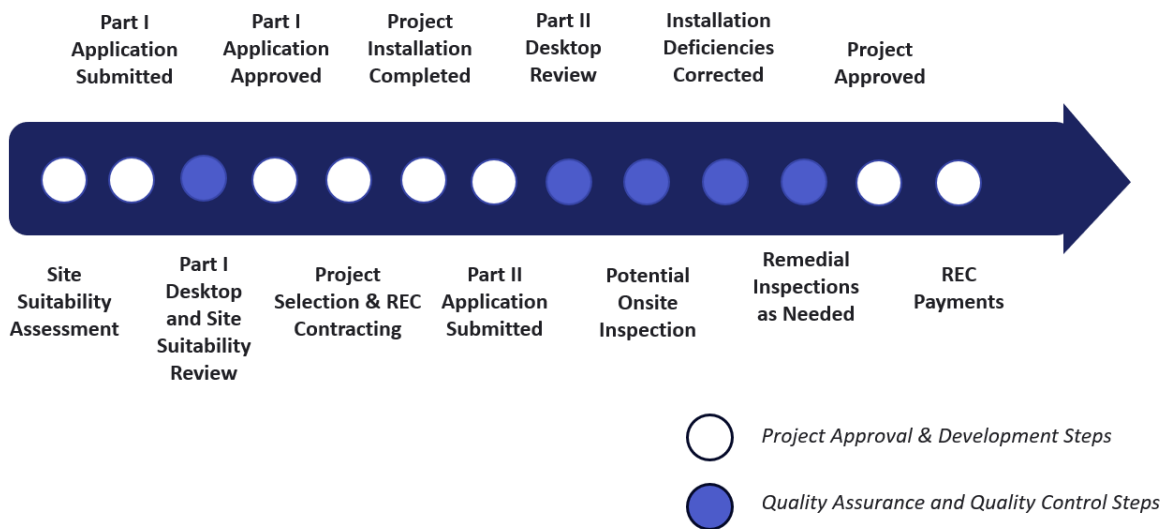 Part I
Application
Submitted
Part I
Application
Approved
Project
Installation
Completed
Part II
Desktop
Review
Installation
Deficiencies
Corrected
Project
Approved
Site
Suitability
Assessment
Part I
Desktop
and Site
Suitability
Review
Project
Selection & REC
Contracting
Part II
Application
Submitted
Potential
Onsite
Inspection
Remedial
Inspections
as Needed
REC
Payments
Project Approval & Development Steps
Quality Assurance and Quality Control Steps